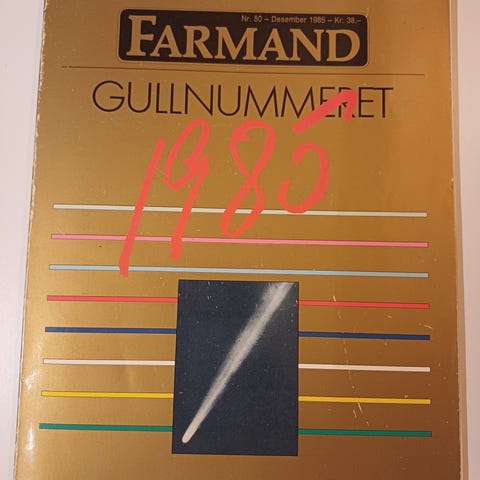 Nr. 50 – Desember 1985 – Kr. 38,–
FARMAND
GULLNUMMERET
1985